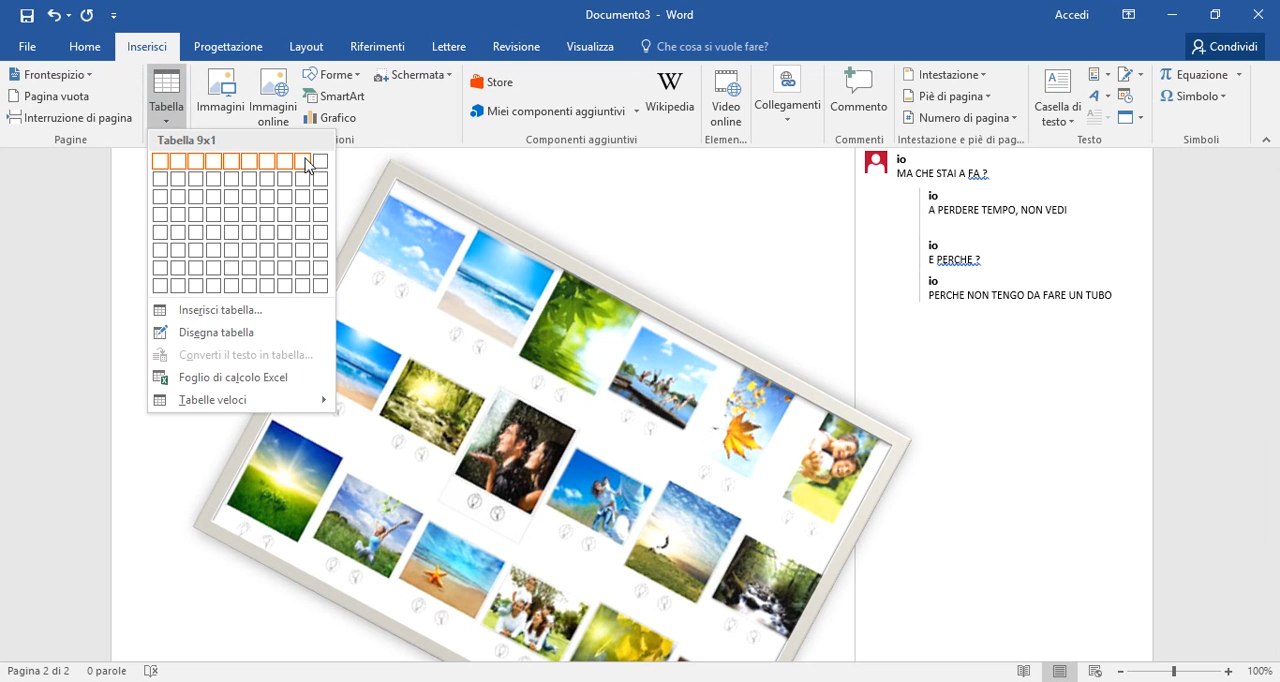 Documento3 - Word
Accedi
File
Home
Inserisci
Progettazione
Layout
Riferimenti
Lettere
Revisione
Visualizza
Che cosa si vuole fare?
Condividi
Frontespizio
Pagina vuota
Interruzione di pagina
Pagine
Tabella
Immagini
Immagini
online
Forme
SmartArt
Grafico
Schermata
ioni
Store
Miei componenti aggiuntivi
Wikipedia
Componenti aggiuntivi
Video
online
Elemen...
Collegamenti
Commento
Commenti
Intestazione
Piè di pagina
Numero di pagina
Intestazione e piè di pag...
Casella di
testo
Testo
Equazione
Simbolo
Simboli
Tabella 9x1
Inserisci tabella...
Disegna tabella
Converti il testo in tabella...
Foglio di calcolo Excel
Tabelle veloci
io
MA CHE STAI A FA ?
io
A PERDERE TEMPO, NON VEDI
io
E PERCHE ?
io
PERCHE NON TENGO DA FARE UN TUBO
Pagina 2 di 2
0 parole
100%